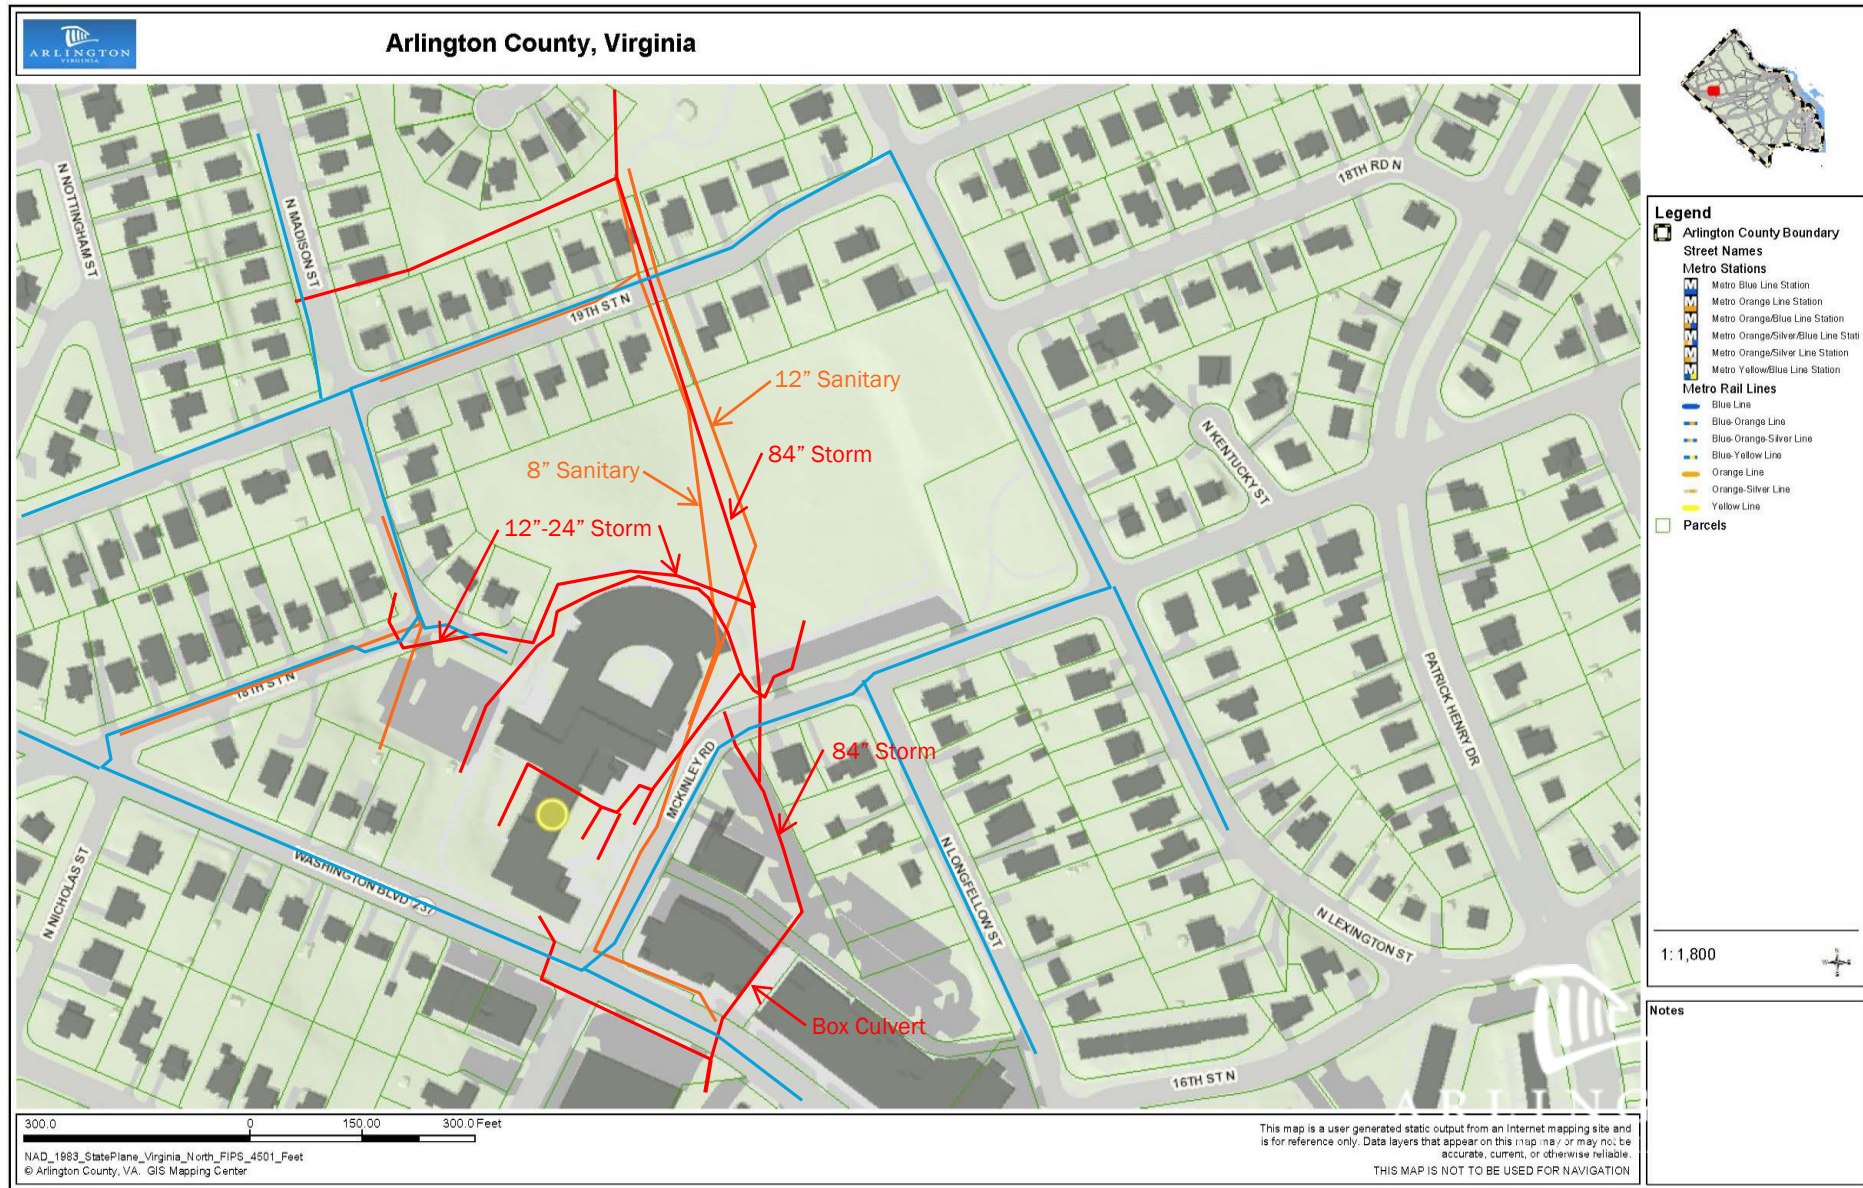 ARLINGTON
VIRGINIA
Arlington County, Virginia
N NOTTINGHAM ST
N MADISON ST
18TH RD N
19TH ST N
12” Sanitary
84” Storm
8” Sanitary
12”-24” Storm
N KENTUCKY ST
18TH ST N
PATRICK HENRY DR
84” Storm
MCKINLEY RD
N LONGFELLOW ST
N NICHOLAS ST
WASHINGTON BLVD
N LEXINGTON ST
Box Culvert
16TH ST N
Legend
Arlington County Boundary
Street Names
Metro Stations
Metro Blue Line Station
Metro Orange Line Station
Metro Orange/Blue Line Station
Metro Orange/Silver/Blue Line Stati
Metro Orange/Silver Line Station
Metro Yellow/Blue Line Station
Metro Rail Lines
Blue Line
Blue-Orange Line
Blue-Orange-Silver Line
Blue-Yellow Line
Orange Line
Orange-Silver Line
Yellow Line
Parcels
1: 1,800
Notes
ARLING
300.0 0 150.00 300.0 Feet
NAD_1983_StatePlane_Virginia_North_FIPS_4501_Feet
© Arlington County, VA. GIS Mapping Center
This map is a user generated static output from an Internet mapping site and
is for reference only. Data layers that appear on this map may or may not be
accurate, current, or otherwise reliable.
THIS MAP IS NOT TO BE USED FOR NAVIGATION